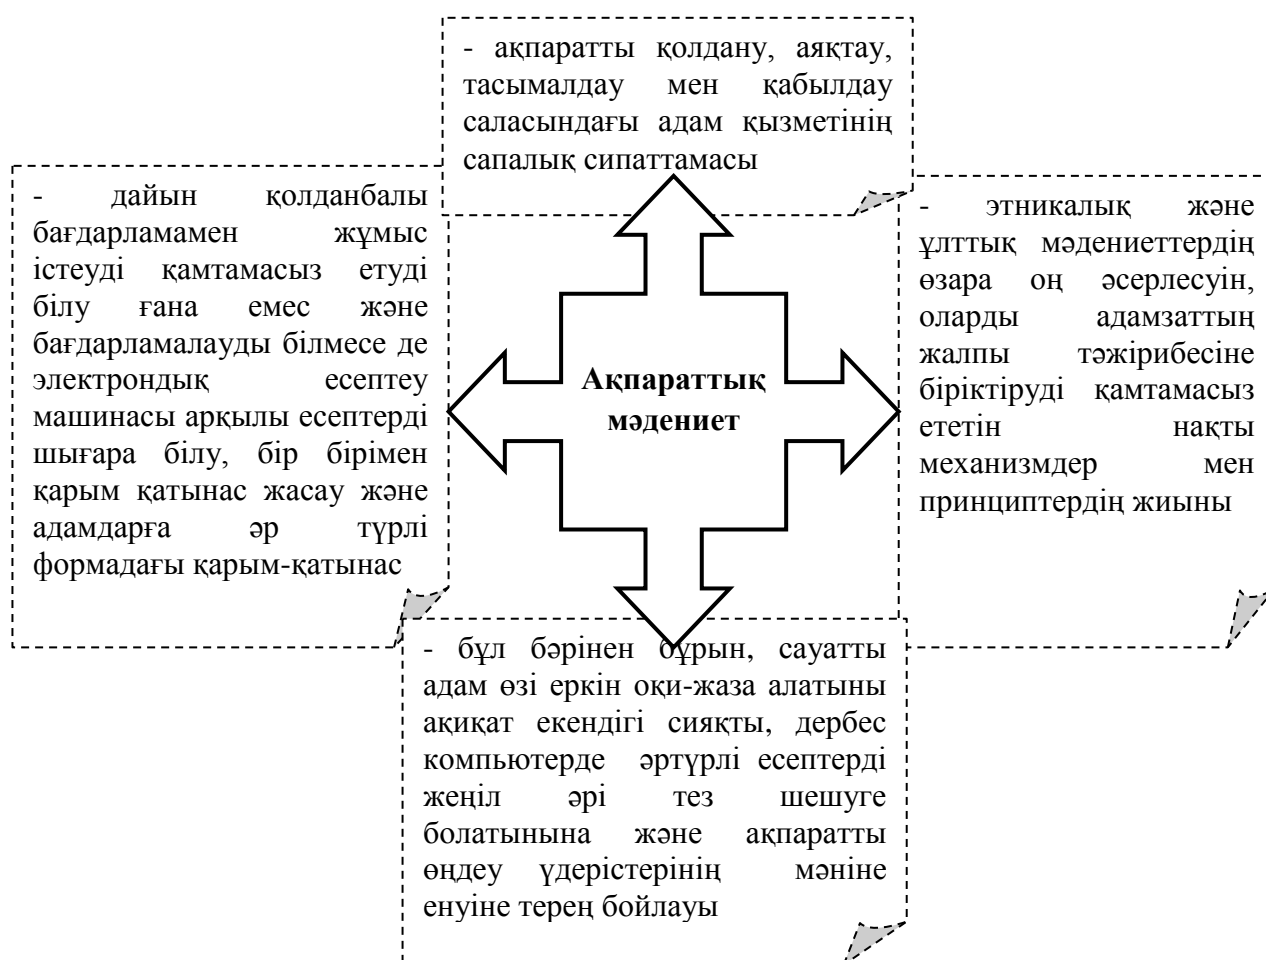 - ақпаратты қолдану, аяқтау,
тасымалдау мен қабылдау
саласындағы адам қызметінің
сапалық сипаттамасы
- дайын қолданбалы
бағдарламамен жұмыс
істеуді қамтамасыз етуді
білу ғана емес және
бағдарламалауды білмесе де
электрондық есептеу
машинасы арқылы есептерді
шығара білу, бір бірімен
қарым қатынас жасау және
адамдарға әр түрлі
формадағы қарым-қатынас
Ақпараттық
мәдениет
- этникалық және
ұлттық мәдениеттердің
өзара оң әсерлесуін,
оларды адамзаттың
жалпы тәжірибесіне
біріктіруді қамтамасыз
ететін нақты
механизмдер мен
принциптердің жиыны
- бұл бәрінен бұрын, сауатты
адам өзі еркін оқи-жаза алатыны
ақиқат екендігі сияқты, дербес
компьютерде әртүрлі есептерді
жеңіл әрі тез шешуге
болатынына және ақпаратты
өңдеу үдерістерінің мәніне
енуіне терең бойлауы